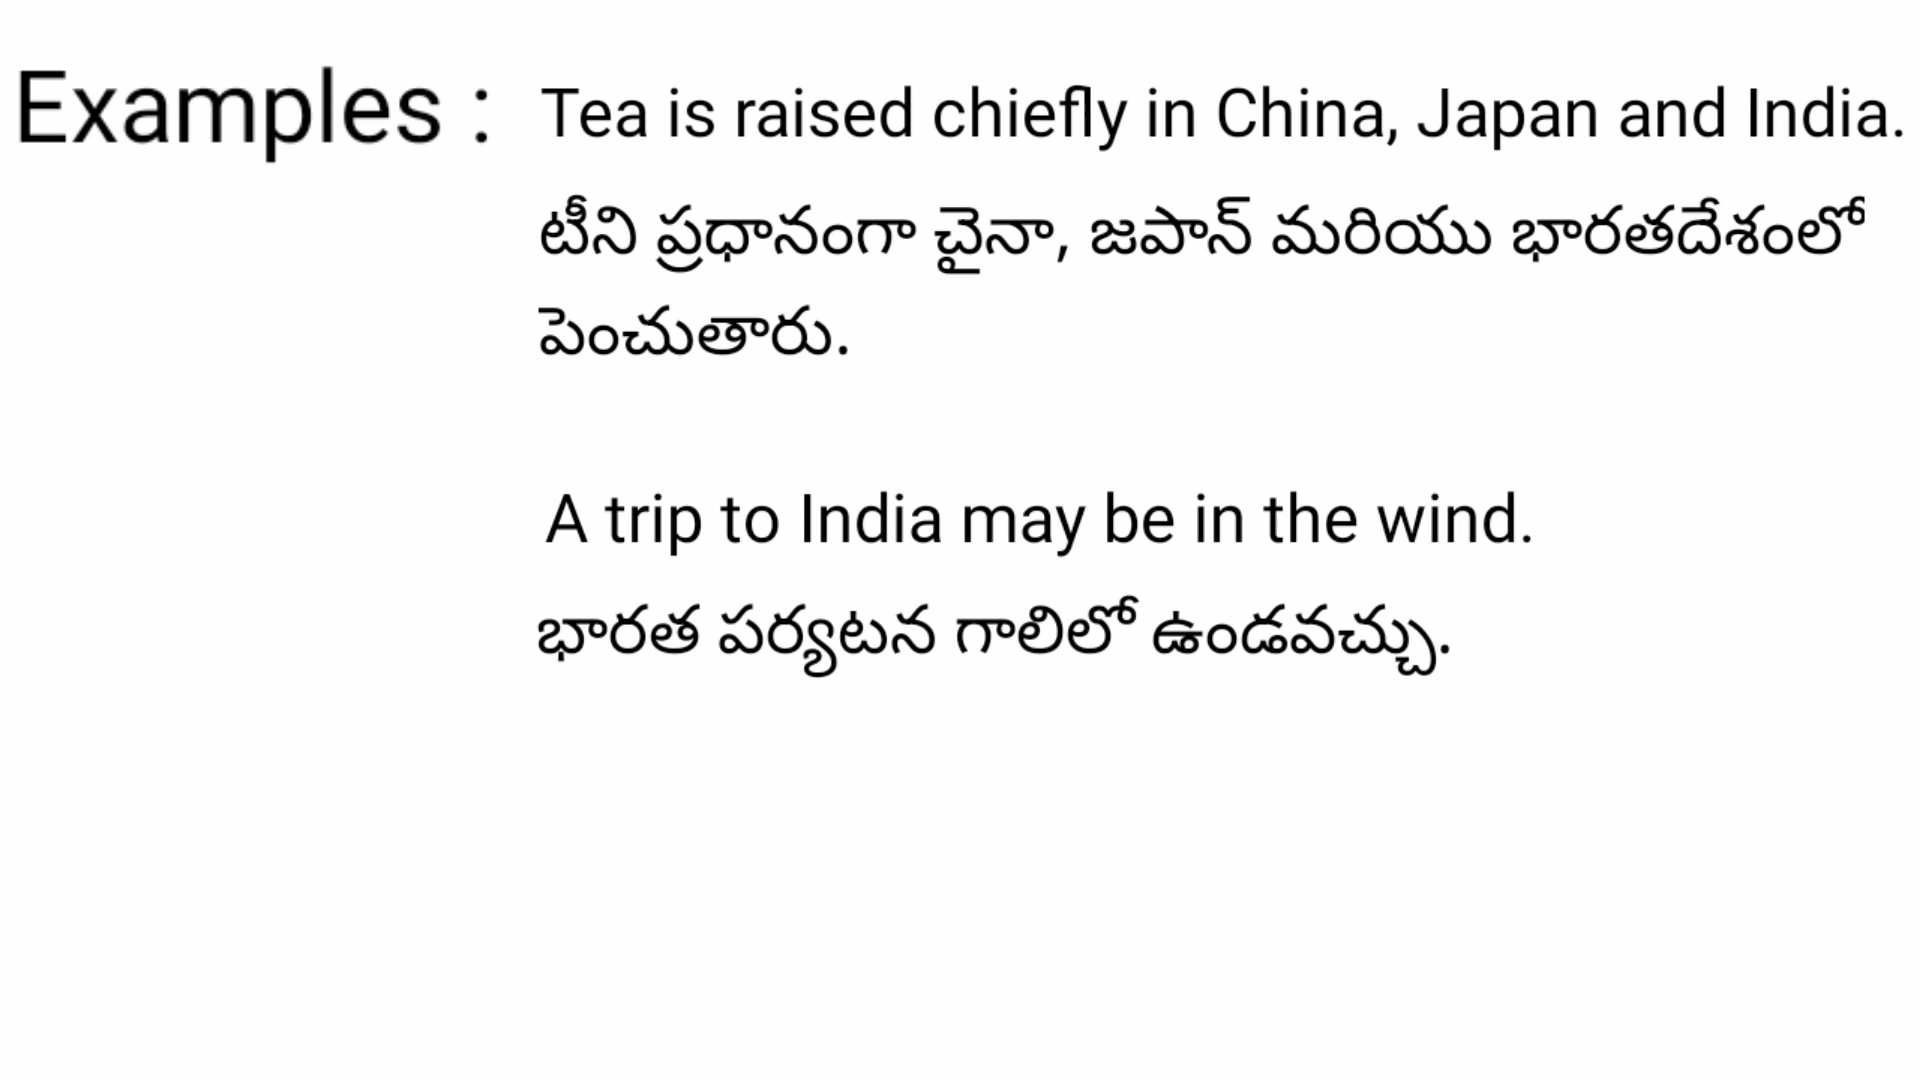 Examples : Tea is raised chiefly in China, Japan and India.
టీని ప్రధానంగా చైనా, జపాన్ మరియు భారతదేశంలో
పెంచుతారు.
A trip to India may be in the wind.
భారత పర్యటన గాలిలో ఉండవచ్చు.